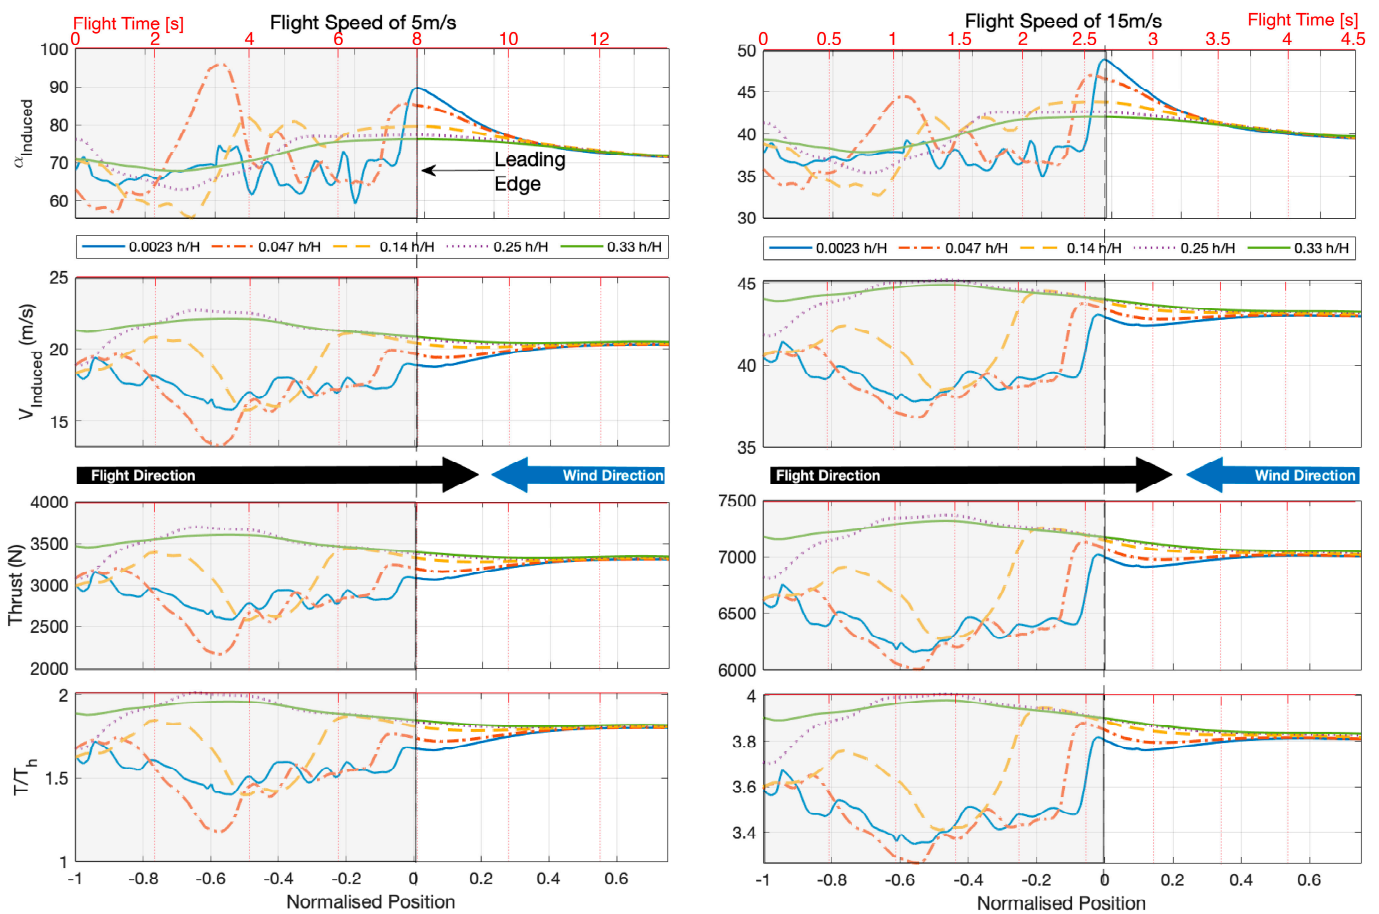 Flight Time [s] Flight Speed of 5m/s
0 2 4 6 8 10 12
100
90
80
70
60
α Induced
Leading
Edge
0.0023 h/H 0.047 h/H 0.14 h/H 0.25 h/H 0.33 h/H
25
20
15
V Induced (m/s)
Flight Direction Wind Direction
4000
3500
3000
2500
2000
Thrust (N)
2
1.5
1
T/Th
-1 -0.8 -0.6 -0.4 -0.2 0 0.2 0.4 0.6
Normalised Position
Flight Speed of 15m/s Flight Time [s]
0 0.5 1 1.5 2 2.5 3 3.5 4 4.5
50
45
40
35
30
0.0023 h/H 0.047 h/H 0.14 h/H 0.25 h/H 0.33 h/H
45
40
35
Flight Direction Wind Direction
7500
7000
6500
6000
4
3.8
3.6
3.4
-1 -0.8 -0.6 -0.4 -0.2 0 0.2 0.4 0.6
Normalised Position